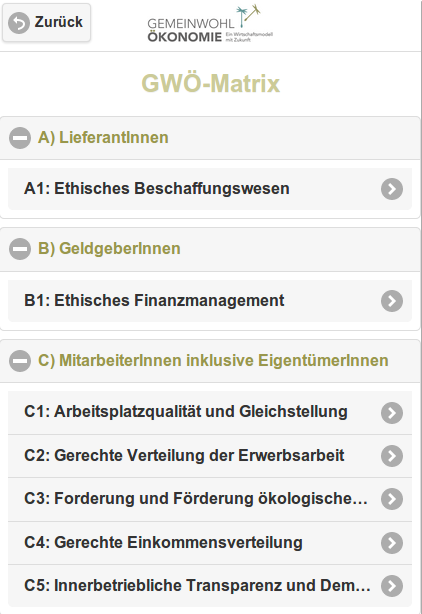 Zurück
GEMEINWOHL
ÖKONOMIE Ein Wirtschaftsmodell
mit Zukunft
GWÖ-Matrix
A) LieferantInnen
A1: Ethisches Beschaffungswesen
B) GeldgeberInnen
B1: Ethisches Finanzmanagement
C) MitarbeiterInnen inklusive EigentümerInnen
C1: Arbeitsplatzqualität und Gleichstellung
C2: Gerechte Verteilung der Erwerbsarbeit
C3: Forderung und Förderung ökologische…
C4: Gerechte Einkommensverteilung
C5: Innerbetriebliche Transparenz und Dem…